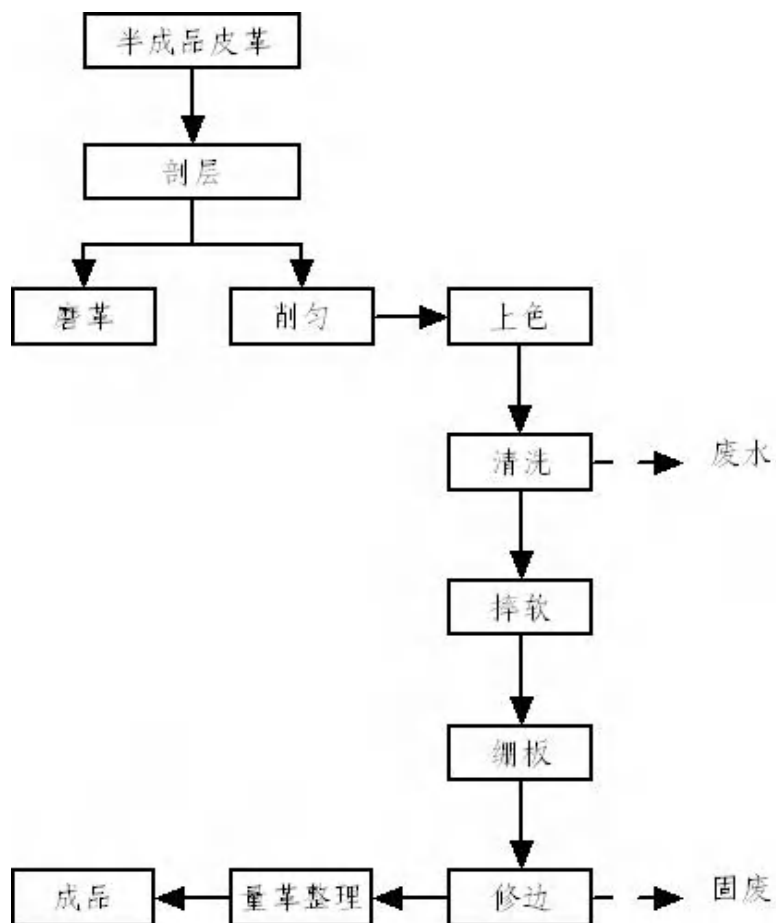 半成品皮革
剖层
磨革
削匀
上色
清洗
废水
摔软
绷板
成品
量革整理
修边
固废